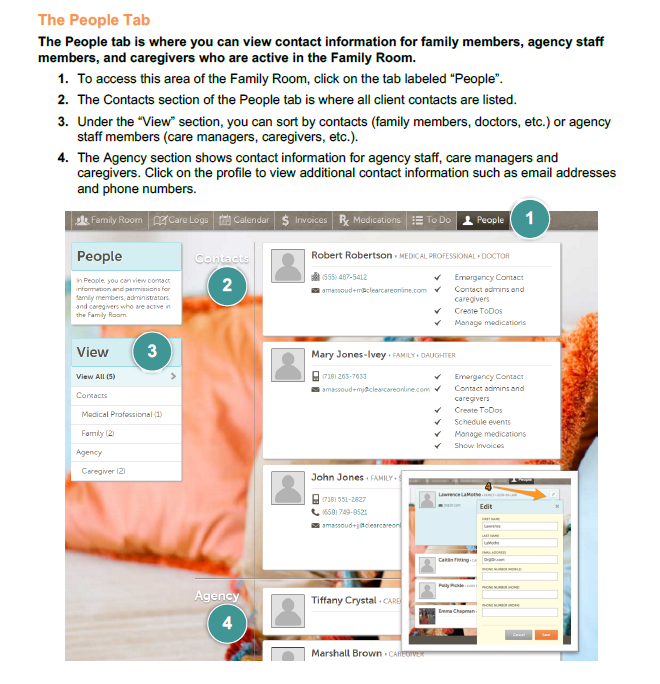 The People Tab
The People tab is where you can view contact information for family members, agency staff
members, and caregivers who are active in the Family Room.
1. To access this area of the Family Room, click on the tab labeled “People”.
2. The Contacts section of the People tab is where all client contacts are listed.
3. Under the “View” section, you can sort by contacts (family members, doctors, etc.) or agency
staff members (care managers, caregivers, etc.).
4. The Agency section shows contact information for agency staff, care managers and
caregivers. Click on the profile to view additional contact information such as email addresses
and phone numbers.
Family Room Care Logs Calendar $ Invoices Rx Medications To Do People 1
People
In People, you can view contact
information and permissions for
family members, administrators,
and caregivers who are active in
the Family Room.
View 3
View All (5)
Contacts
Medical Professional (1)
Family (2)
Agency
Caregiver (2)
Contacts
2
Robert Robertson • MEDICAL PROFESSIONAL • DOCTOR
(555) 487-5412
amassoud+rr@clearcareonline.com
✓ Emergency Contact
✓ Contact admins and
caregivers
✓ Create ToDos
✓ Manage medications
Mary Jones-Ivey • FAMILY • DAUGHTER
(718) 263-7633
amassoud+mj@clearcareonline.com
✓ Emergency Contact
✓ Contact admins and
caregivers
✓ Create ToDos
✓ Schedule events
✓ Manage medications
✓ Show Invoices
John Jones • FAMILY •
(718) 551-2827
(658) 749-8521
amassoud+jj@clearcareonl
People
4
Lawrence LaMotte
Edit
FIRST NAME
Lawrence
LAST NAME
LaMotte
EMAIL ADDRESS
PHONE NUMBER (MOBILE)
PHONE NUMBER (HOME)
PHONE NUMBER (WORK)
Cancel Save
Caitlin Fitting
Polly Pickle
Emma Chapman
Agency
4
Tiffany Crystal • CARE
Marshall Brown • CAREGIVER